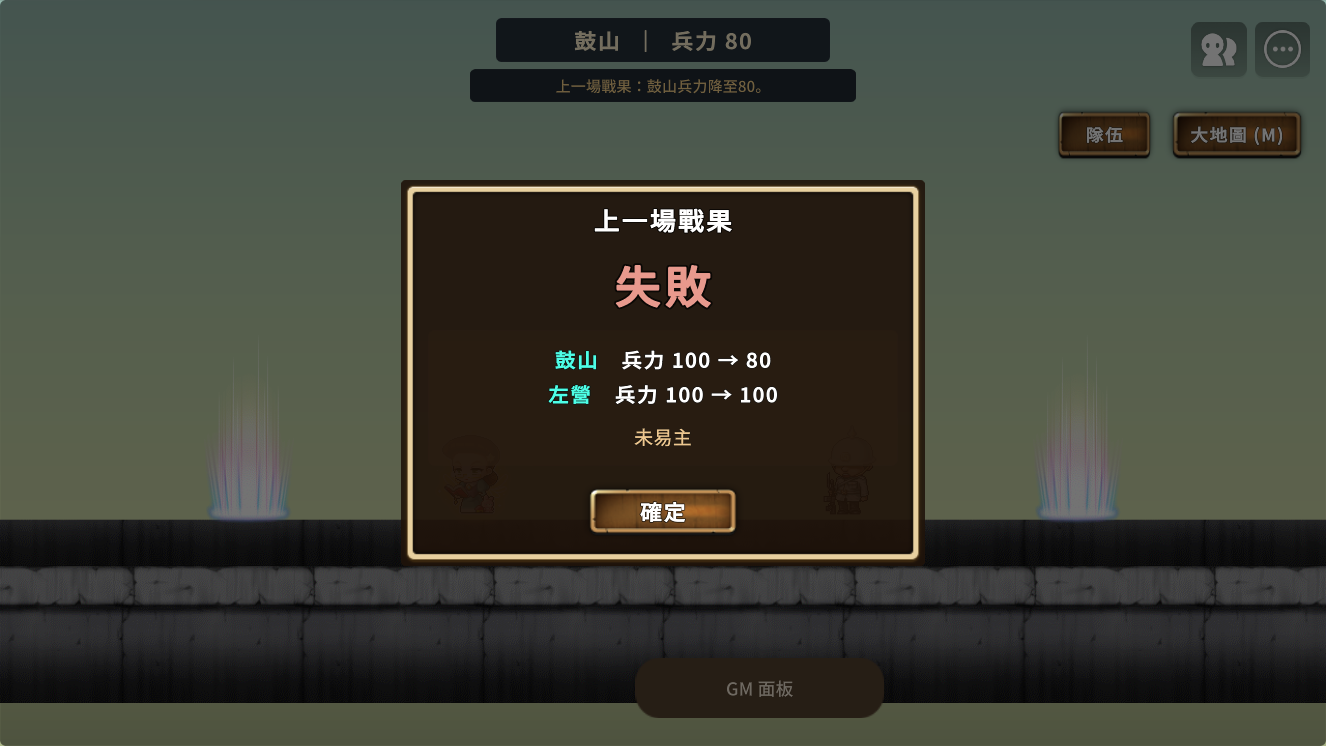 鼓山 ｜ 兵力 80
上一場戰果：鼓山兵力降至80。
隊伍
大地圖 (M)
上一場戰果
失敗
鼓山 兵力 100 → 80
左營 兵力 100 → 100
未易主
確定
GM 面板